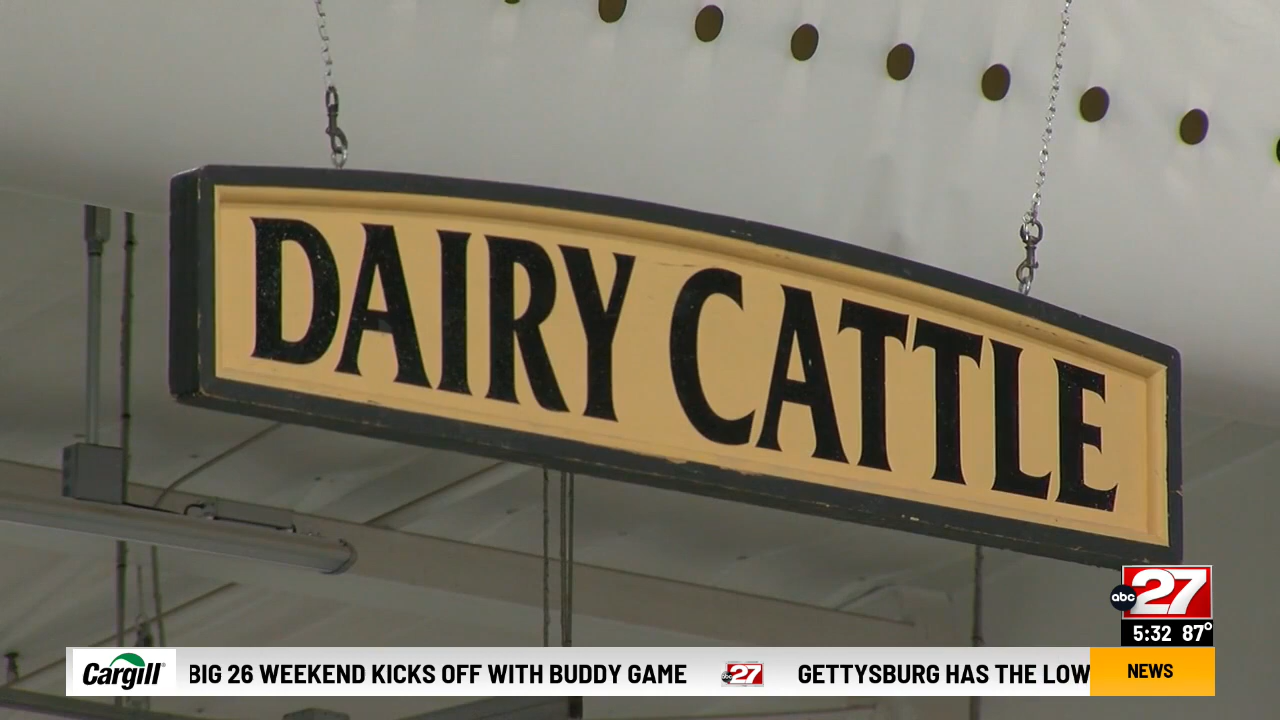 DAIRY CATTLE
abc 27
5:32 87°
Cargill BIG 26 WEEKEND KICKS OFF WITH BUDDY GAME abc 27 GETTYSBURG HAS THE LOW NEWS